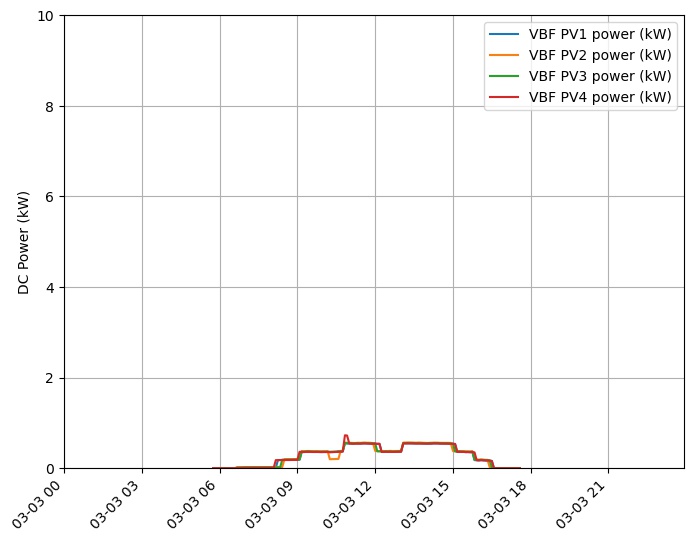 10
8
6
4
2
0
DC Power (kW)
VBF PV1 power (kW)
VBF PV2 power (kW)
VBF PV3 power (kW)
VBF PV4 power (kW)
03-03 00
03-03 03
03-03 06
03-03 09
03-03 12
03-03 15
03-03 18
03-03 21